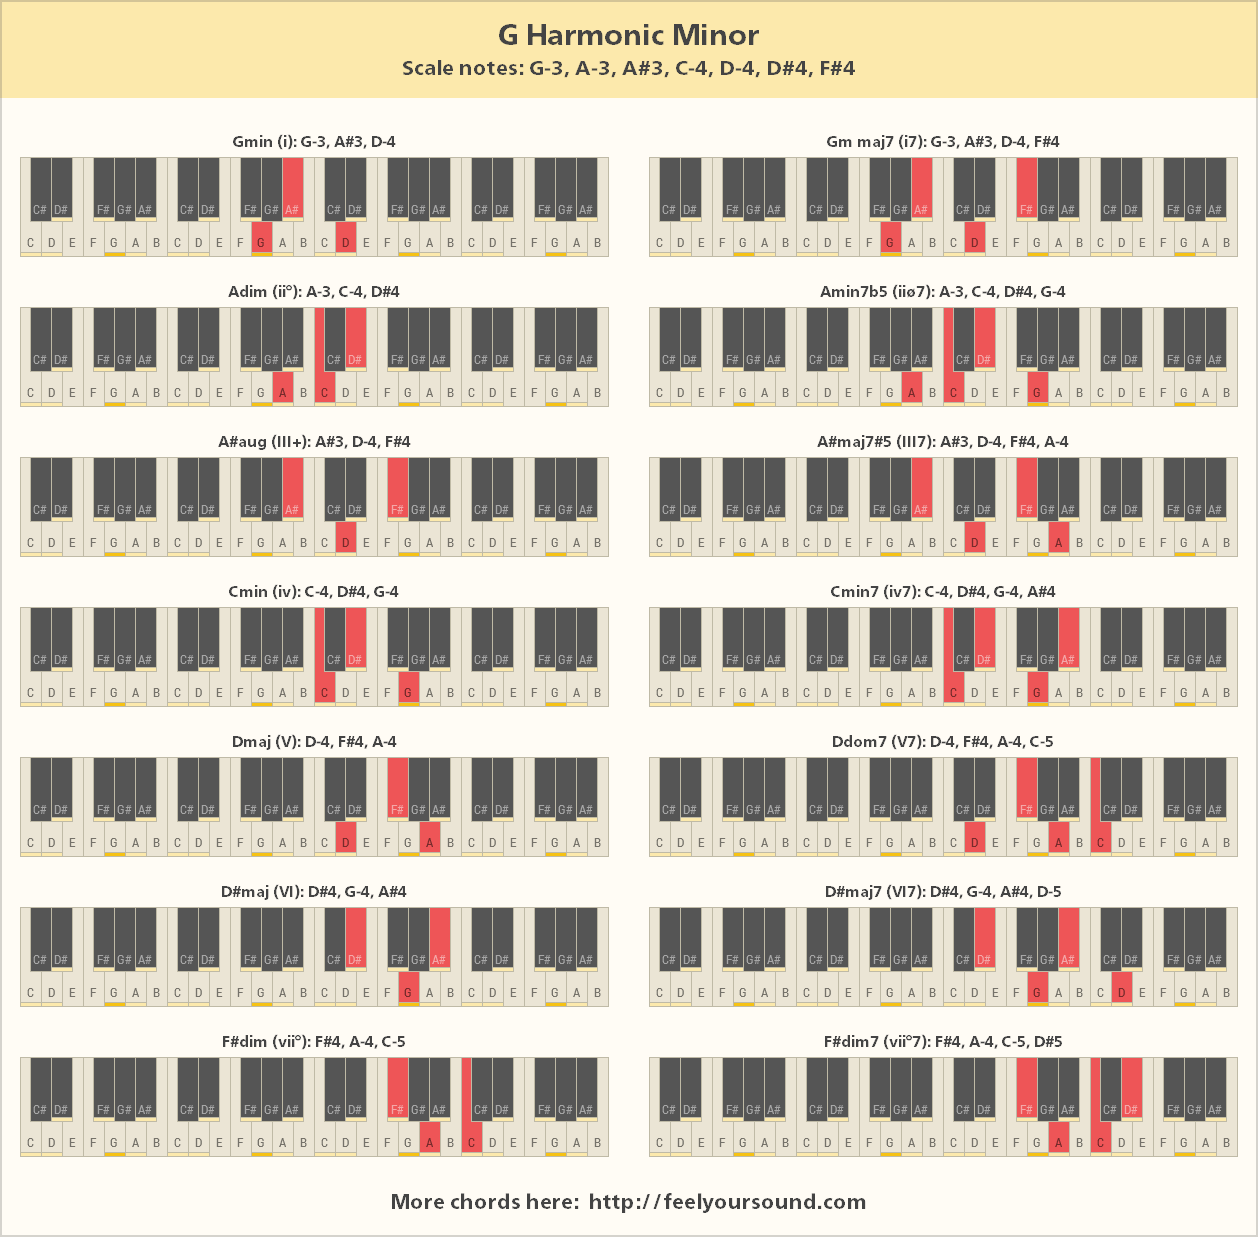 G Harmonic Minor
Scale notes: G-3, A-3, A#3, C-4, D-4, D#4, F#4
Gmin (i): G-3, A#3, D-4
C# D# F# G# A# C# D# F# G# A# C# D# F# G# A# C# D# F# G# A#
C D E F G A B C D E F G A B C D E F G A B C D E F G A B
Gm maj7 (i7): G-3, A#3, D-4, F#4
C# D# F# G# A# C# D# F# G# A# C# D# F# G# A# C# D# F# G# A#
C D E F G A B C D E F G A B C D E F G A B C D E F G A B
Adim (ii°): A-3, C-4, D#4
C# D# F# G# A# C# D# F# G# A# C# D# F# G# A# C# D# F# G# A#
C D E F G A B C D E F G A B C D E F G A B C D E F G A B
Amin7b5 (iiø7): A-3, C-4, D#4, G-4
C# D# F# G# A# C# D# F# G# A# C# D# F# G# A# C# D# F# G# A#
C D E F G A B C D E F G A B C D E F G A B C D E F G A B
A#aug (III+): A#3, D-4, F#4
C# D# F# G# A# C# D# F# G# A# C# D# F# G# A# C# D# F# G# A#
C D E F G A B C D E F G A B C D E F G A B C D E F G A B
A#maj7#5 (III7): A#3, D-4, F#4, A-4
C# D# F# G# A# C# D# F# G# A# C# D# F# G# A# C# D# F# G# A#
C D E F G A B C D E F G A B C D E F G A B C D E F G A B
Cmin (iv): C-4, D#4, G-4
C# D# F# G# A# C# D# F# G# A# C# D# F# G# A# C# D# F# G# A#
C D E F G A B C D E F G A B C D E F G A B C D E F G A B
Cmin7 (iv7): C-4, D#4, G-4, A#4
C# D# F# G# A# C# D# F# G# A# C# D# F# G# A# C# D# F# G# A#
C D E F G A B C D E F G A B C D E F G A B C D E F G A B
Dmaj (V): D-4, F#4, A-4
C# D# F# G# A# C# D# F# G# A# C# D# F# G# A# C# D# F# G# A#
C D E F G A B C D E F G A B C D E F G A B C D E F G A B
Ddom7 (V7): D-4, F#4, A-4, C-5
C# D# F# G# A# C# D# F# G# A# C# D# F# G# A# C# D# F# G# A#
C D E F G A B C D E F G A B C D E F G A B C D E F G A B
D#maj (VI): D#4, G-4, A#4
C# D# F# G# A# C# D# F# G# A# C# D# F# G# A# C# D# F# G# A#
C D E F G A B C D E F G A B C D E F G A B C D E F G A B
D#maj7 (VI7): D#4, G-4, A#4, D-5
C# D# F# G# A# C# D# F# G# A# C# D# F# G# A# C# D# F# G# A#
C D E F G A B C D E F G A B C D E F G A B C D E F G A B
F#dim (vii°): F#4, A-4, C-5
C# D# F# G# A# C# D# F# G# A# C# D# F# G# A# C# D# F# G# A#
C D E F G A B C D E F G A B C D E F G A B C D E F G A B
F#dim7 (vii°7): F#4, A-4, C-5, D#5
C# D# F# G# A# C# D# F# G# A# C# D# F# G# A# C# D# F# G# A#
C D E F G A B C D E F G A B C D E F G A B C D E F G A B
More chords here: http://feelyoursound.com